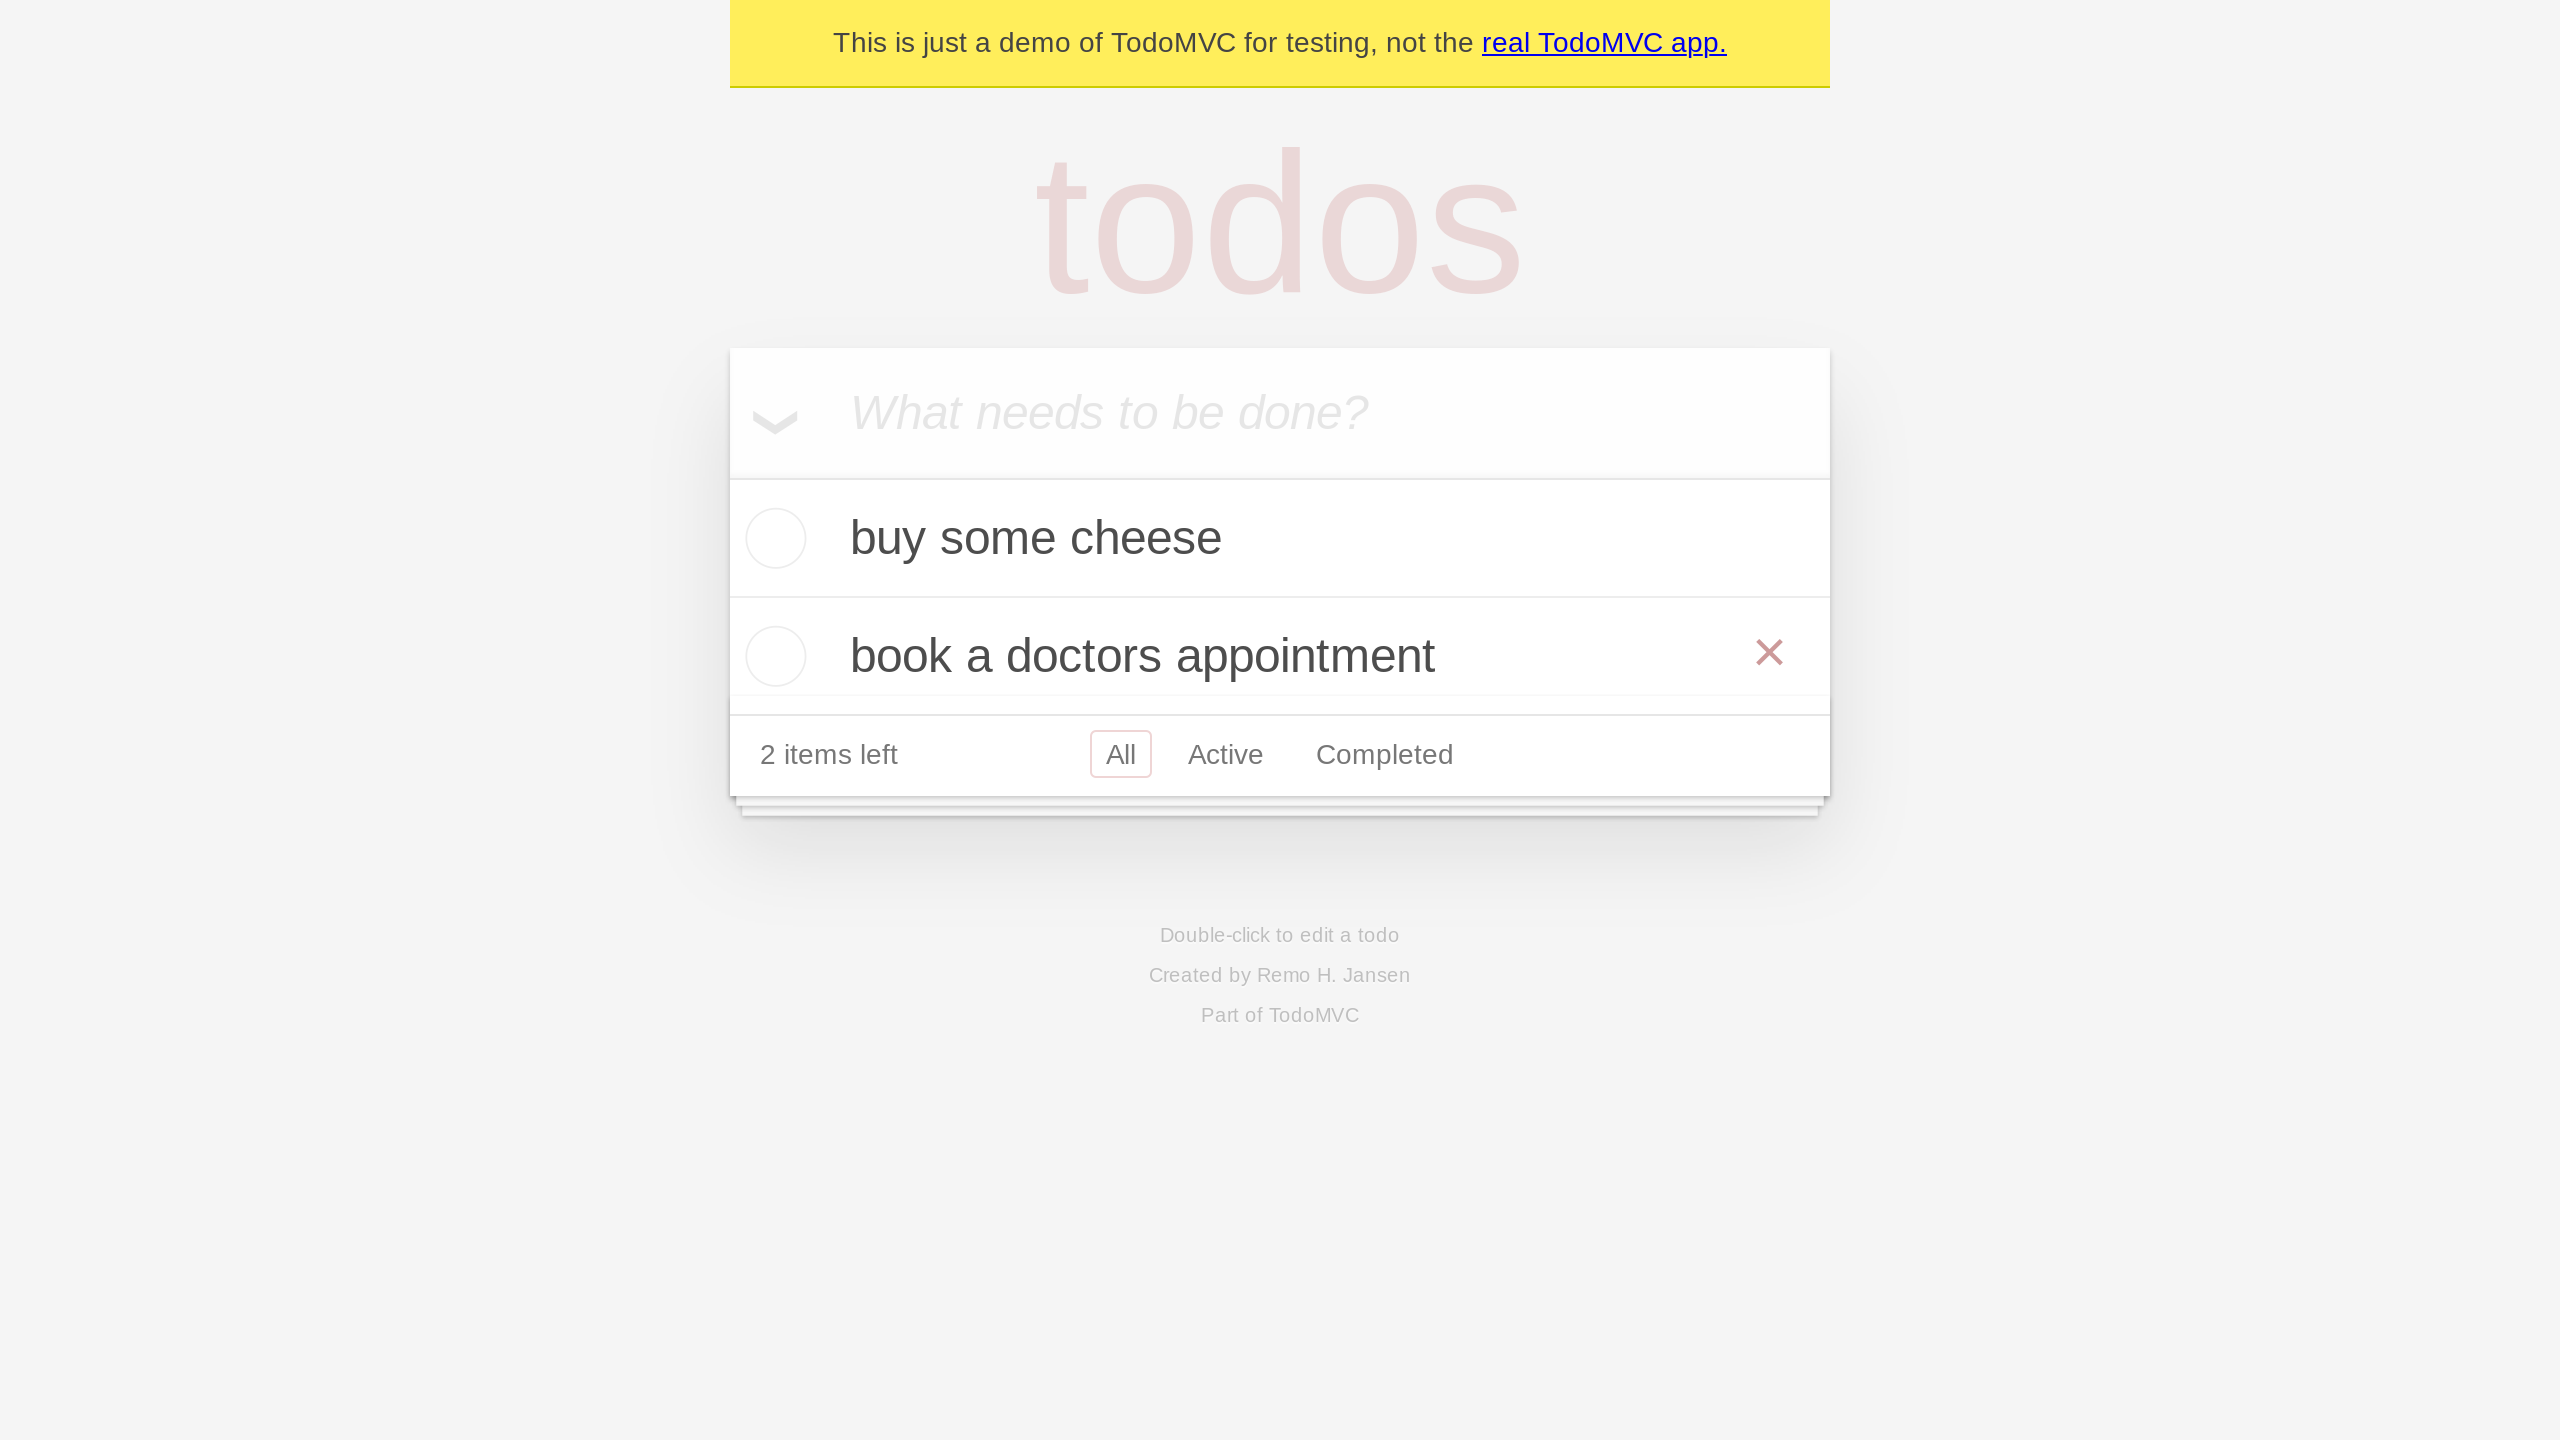 This is just a demo of TodoMVC for testing, not the real TodoMVC app.
todos
What needs to be done?
buy some cheese
book a doctors appointment
2 items left All Active Completed
Double-click to edit a todo
Created by Remo H. Jansen
Part of TodoMVC